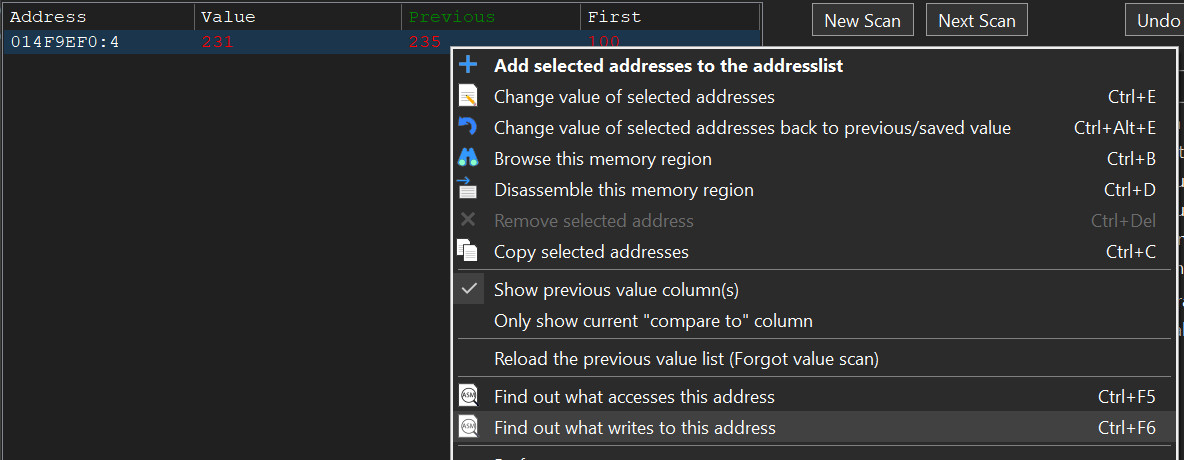 Address Value Previous First New Scan Next Scan Undo
014F9EF0:4 231 235 100
Add selected addresses to the addresslist
Change value of selected addresses Ctrl+E
Change value of selected addresses back to previous/saved value Ctrl+Alt+E
Browse this memory region Ctrl+B
Disassemble this memory region Ctrl+D
Remove selected address Ctrl+Del
Copy selected addresses Ctrl+C
Show previous value column(s)
Only show current "compare to" column
Reload the previous value list (Forgot value scan)
ASM Find out what accesses this address Ctrl+F5
ASM Find out what writes to this address Ctrl+F6